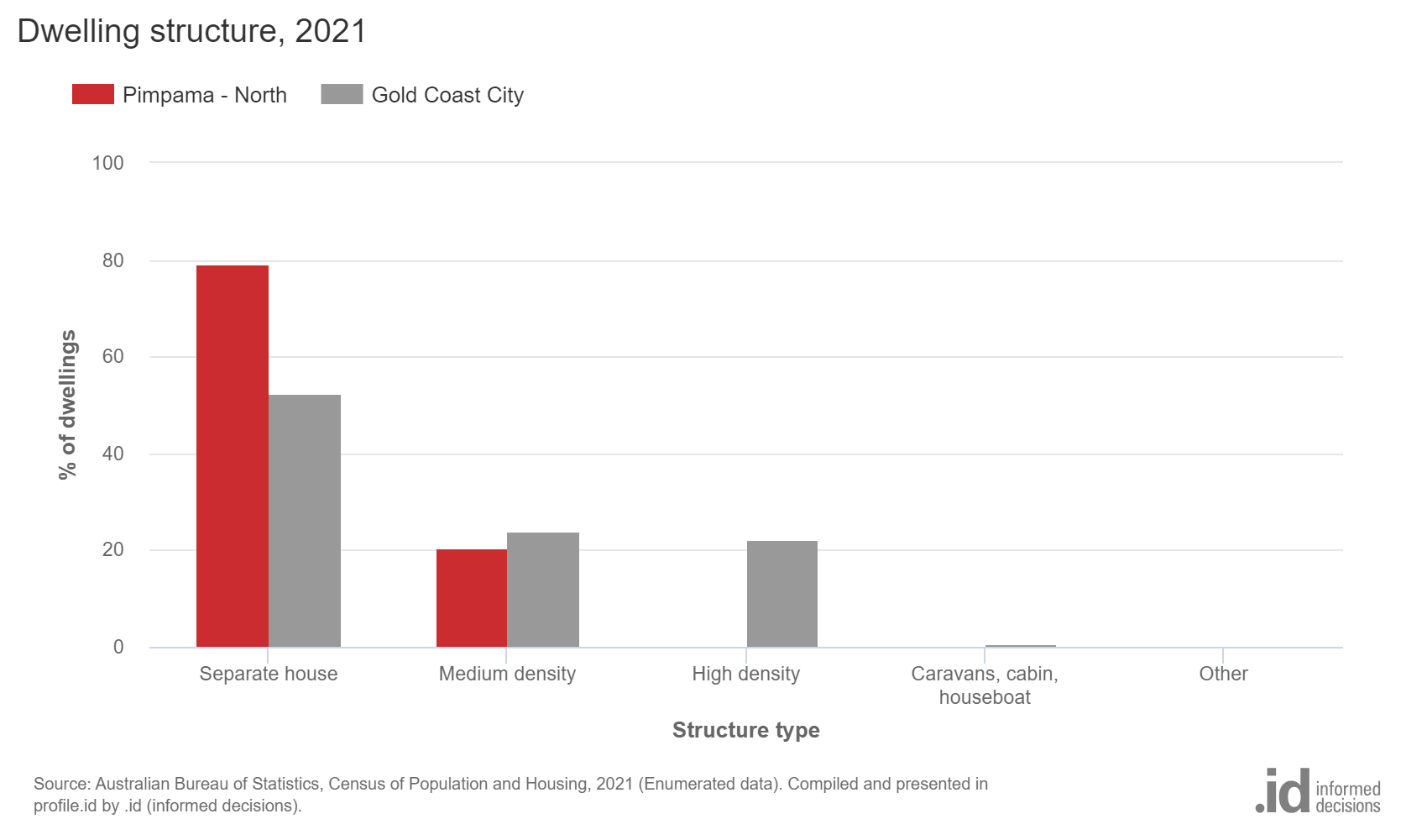 Dwelling structure, 2021
Pimpama - North
Gold Coast City
100
80
60
40
20
0
% of dwellings
Separate house
Medium density
High density
Caravans, cabin,
houseboat
Other
Structure type
Source: Australian Bureau of Statistics, Census of Population and Housing, 2021 (Enumerated data). Compiled and presented in
profile.id by .id (informed decisions).
.id informed
decisions